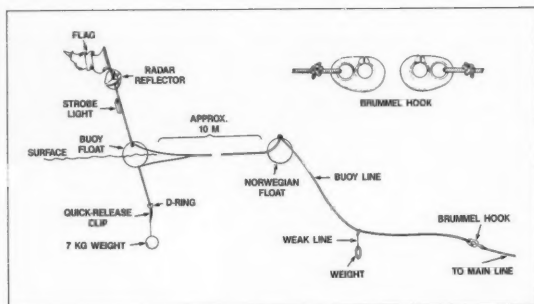 FLAG
RADAR
REFLECTOR
STROBE
LIGHT
APPROX.
10 M
BUOY
FLOAT
SURFACE
BRUMMEL HOOK
NORWEGIAN
FLOAT
BUOY LINE
D-RING
QUICK-RELEASE
CLIP
7 KG WEIGHT
WEAK LINE
WEIGHT
BRUMMEL
HOOK
TO MAIN LINE